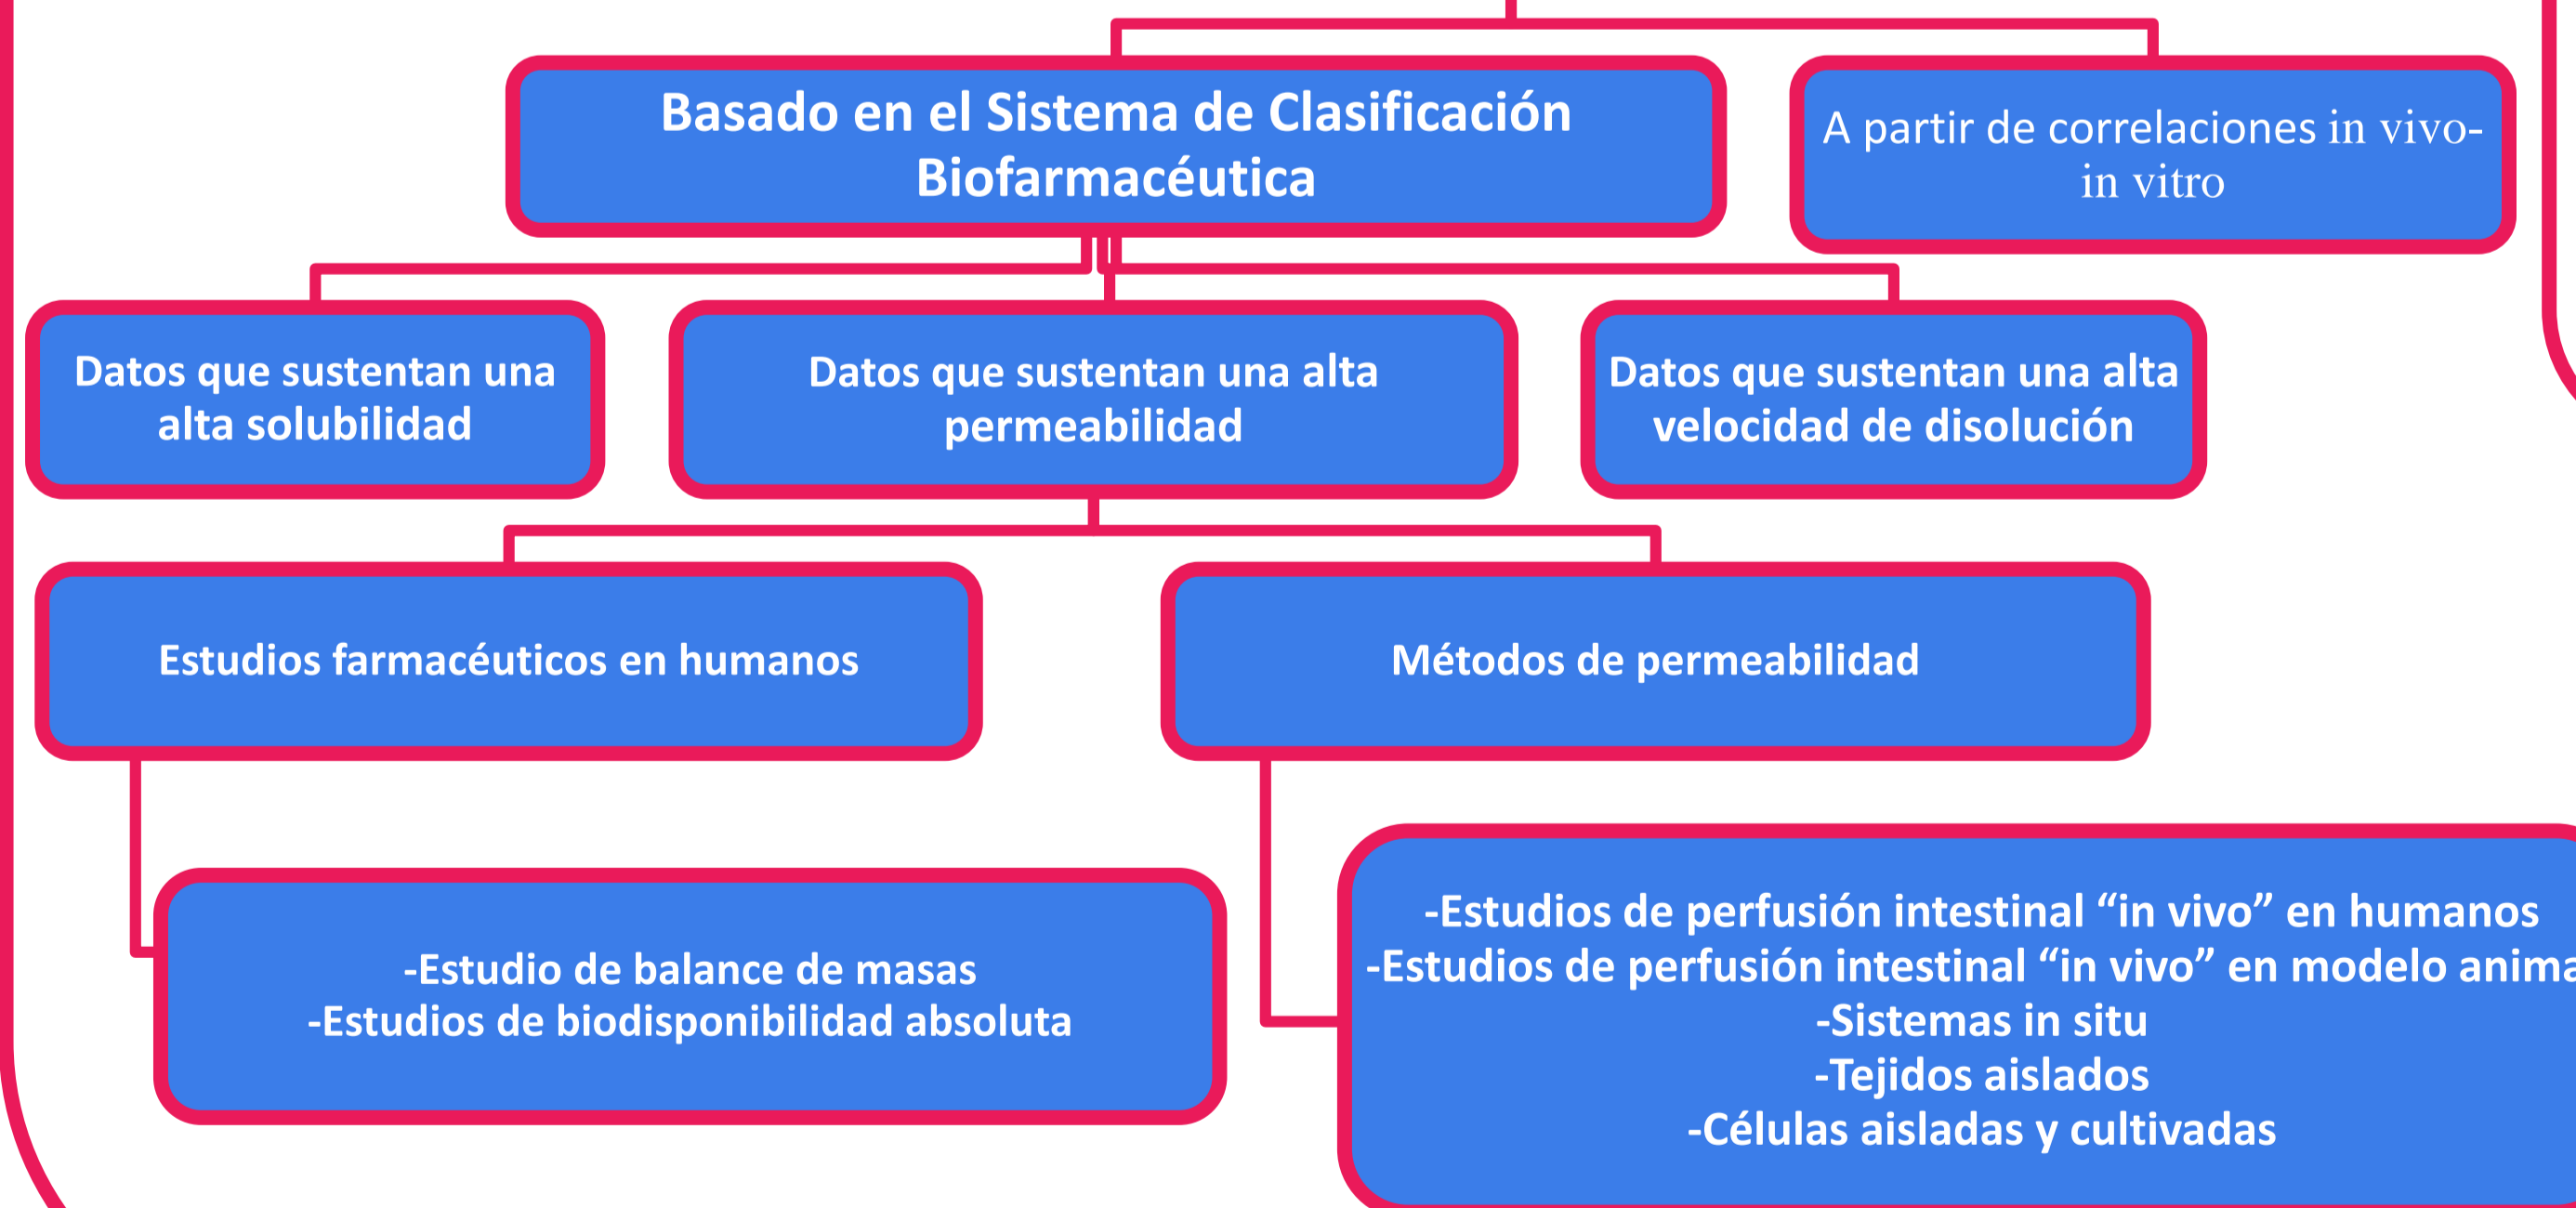 Basado en el Sistema de Clasificación
Biofarmacéutica
A partir de correlaciones in vivo-
in vitro
Datos que sustentan una
alta solubilidad
Datos que sustentan una alta
permeabilidad
Datos que sustentan una alta
velocidad de disolución
Estudios farmacéuticos en humanos
Métodos de permeabilidad
-Estudio de balance de masas
-Estudios de biodisponibilidad absoluta
-Estudios de perfusión intestinal “in vivo” en humanos
-Estudios de perfusión intestinal “in vivo” en modelo
-Sistemas in situ
-Tejidos aislados
-Células aisladas y cultivadas